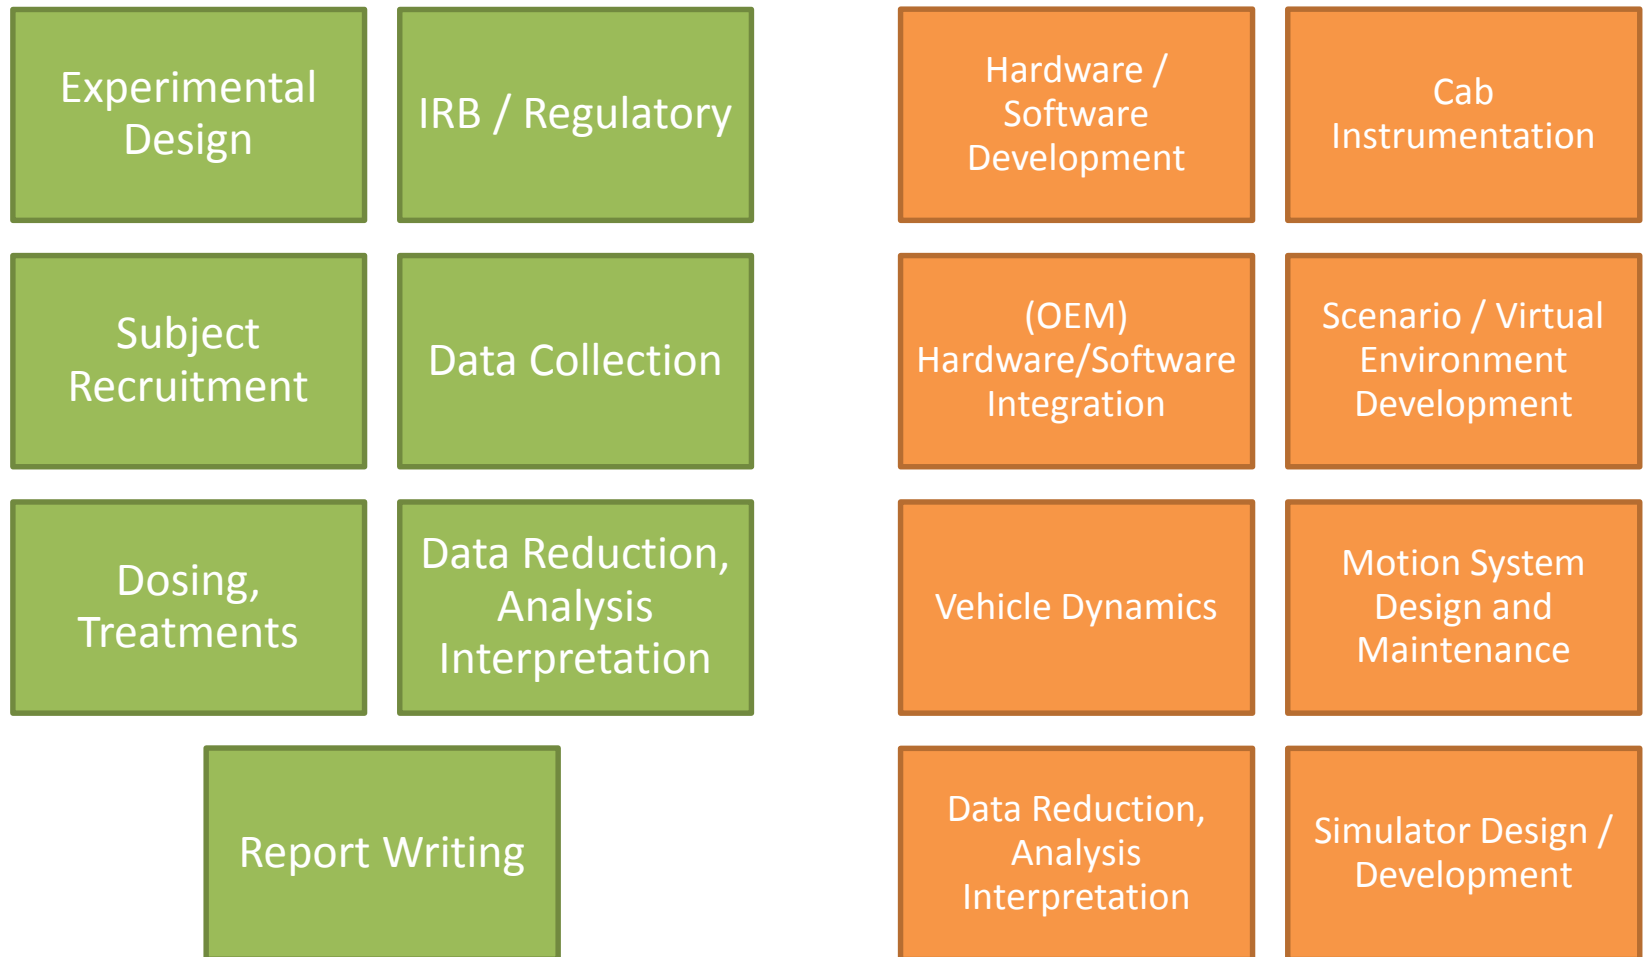 Experimental
Design
IRB / Regulatory
Subject
Recruitment
Data Collection
Dosing,
Treatments
Data Reduction,
Analysis
Interpretation
Report Writing
Hardware /
Software
Development
Cab
Instrumentation
(OEM)
Hardware/Software
Integration
Scenario / Virtual
Environment
Development
Vehicle Dynamics
Motion System
Design and
Maintenance
Data Reduction,
Analysis
Interpretation
Simulator Design /
Development